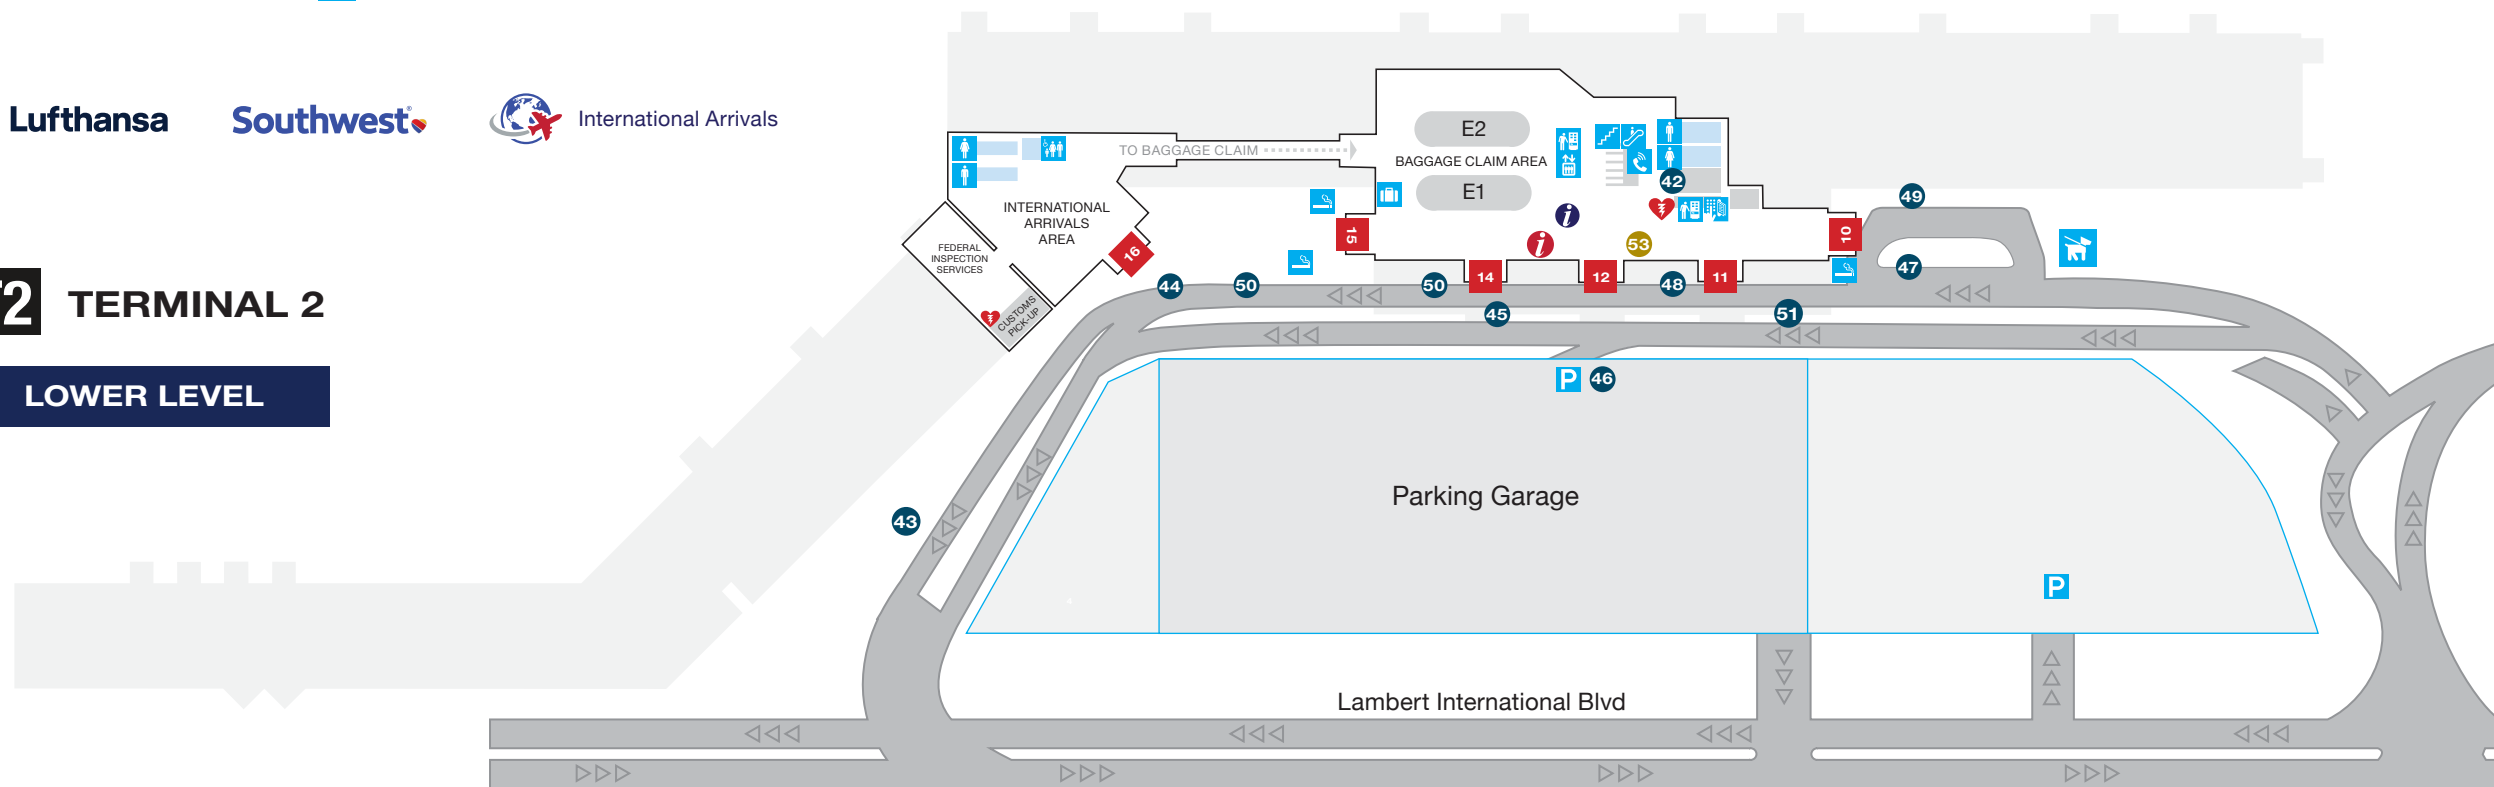 Lufthansa
Southwest®
International Arrivals
T2 TERMINAL 2
LOWER LEVEL
TO BAGGAGE CLAIM
E2
BAGGAGE CLAIM AREA
E1
INTERNATIONAL
ARRIVALS
AREA
FEDERAL
INSPECTION
SERVICES
CUSTOMS
PICK-UP
16
15
14
12
11
10
i
i
42
53
49
47
44
50
50
48
45
51
P
46
43
Parking Garage
P
Lambert International Blvd